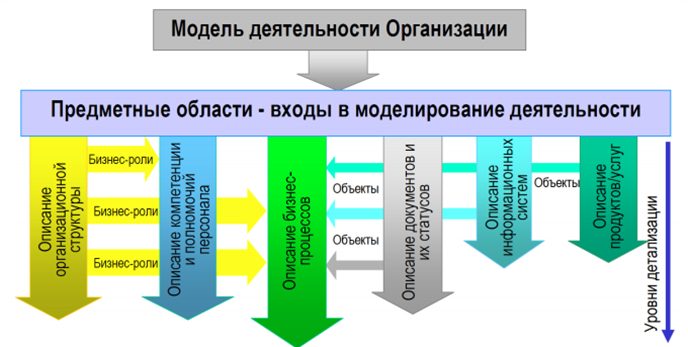 Модель деятельности Организации
Предметные области - входы в моделирование деятельности
Описание
организационной
структуры
Бизнес-роли
Бизнес-роли
Бизнес-роли
Описание компетенции
и полномочий
персонала
Описание бизнес-
процессов
Объекты
Объекты
Описание документов и
их статусов
Описание
информационных
систем
Объекты
Описание
продуктов/услуг
Уровни детализации